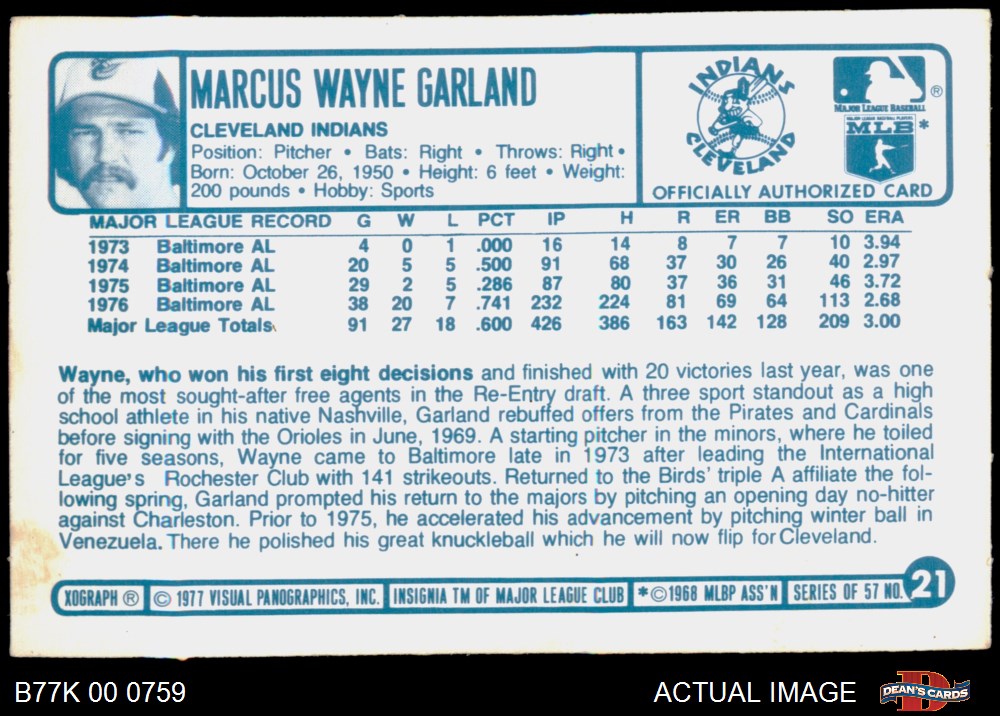 MARCUS WAYNE GARLAND
CLEVELAND INDIANS
Position: Pitcher • Bats: Right • Throws: Right •
Born: October 26, 1950 • Height: 6 feet • Weight:
200 pounds • Hobby: Sports
INDIANS
CLEVELAND
MAJOR LEAGUE BASEBALL ®
MAJOR LEAGUE BASEBALL PLAYERS
MLB *
OFFICIALLY AUTHORIZED CARD
MAJOR LEAGUE RECORD G W L PCT IP H R ER BB SO ERA
1973 Baltimore AL 4 0 1 .000 16 14 8 7 7 10 3.94
1974 Baltimore AL 20 5 5 .500 91 68 37 30 26 40 2.97
1975 Baltimore AL 29 2 5 .286 87 80 37 36 31 46 3.72
1976 Baltimore AL 38 20 7 .741 232 224 81 69 64 113 2.68
Major League Totals 91 27 18 .600 426 386 163 142 128 209 3.00
Wayne, who won his first eight decisions and finished with 20 victories last year, was one
of the most sought-after free agents in the Re-Entry draft. A three sport standout as a high
school athlete in his native Nashville, Garland rebuffed offers from the Pirates and Cardinals
before signing with the Orioles in June, 1969. A starting pitcher in the minors, where he toiled
for five seasons, Wayne came to Baltimore late in 1973 after leading the International
League's Rochester Club with 141 strikeouts. Returned to the Birds' triple A affiliate the fol-
lowing spring, Garland prompted his return to the majors by pitching an opening day no-hitter
against Charleston. Prior to 1975, he accelerated his advancement by pitching winter ball in
Venezuela. There he polished his great knuckleball which he will now flip for Cleveland.
XOGRAPH ® © 1977 VISUAL PANOGRAPHICS, INC. INSIGNIA TM OF MAJOR LEAGUE CLUB *©1968 MLBP ASS'N SERIES OF 57 NO. 21
B77K 00 0759 ACTUAL IMAGE DEAN'S CARDS